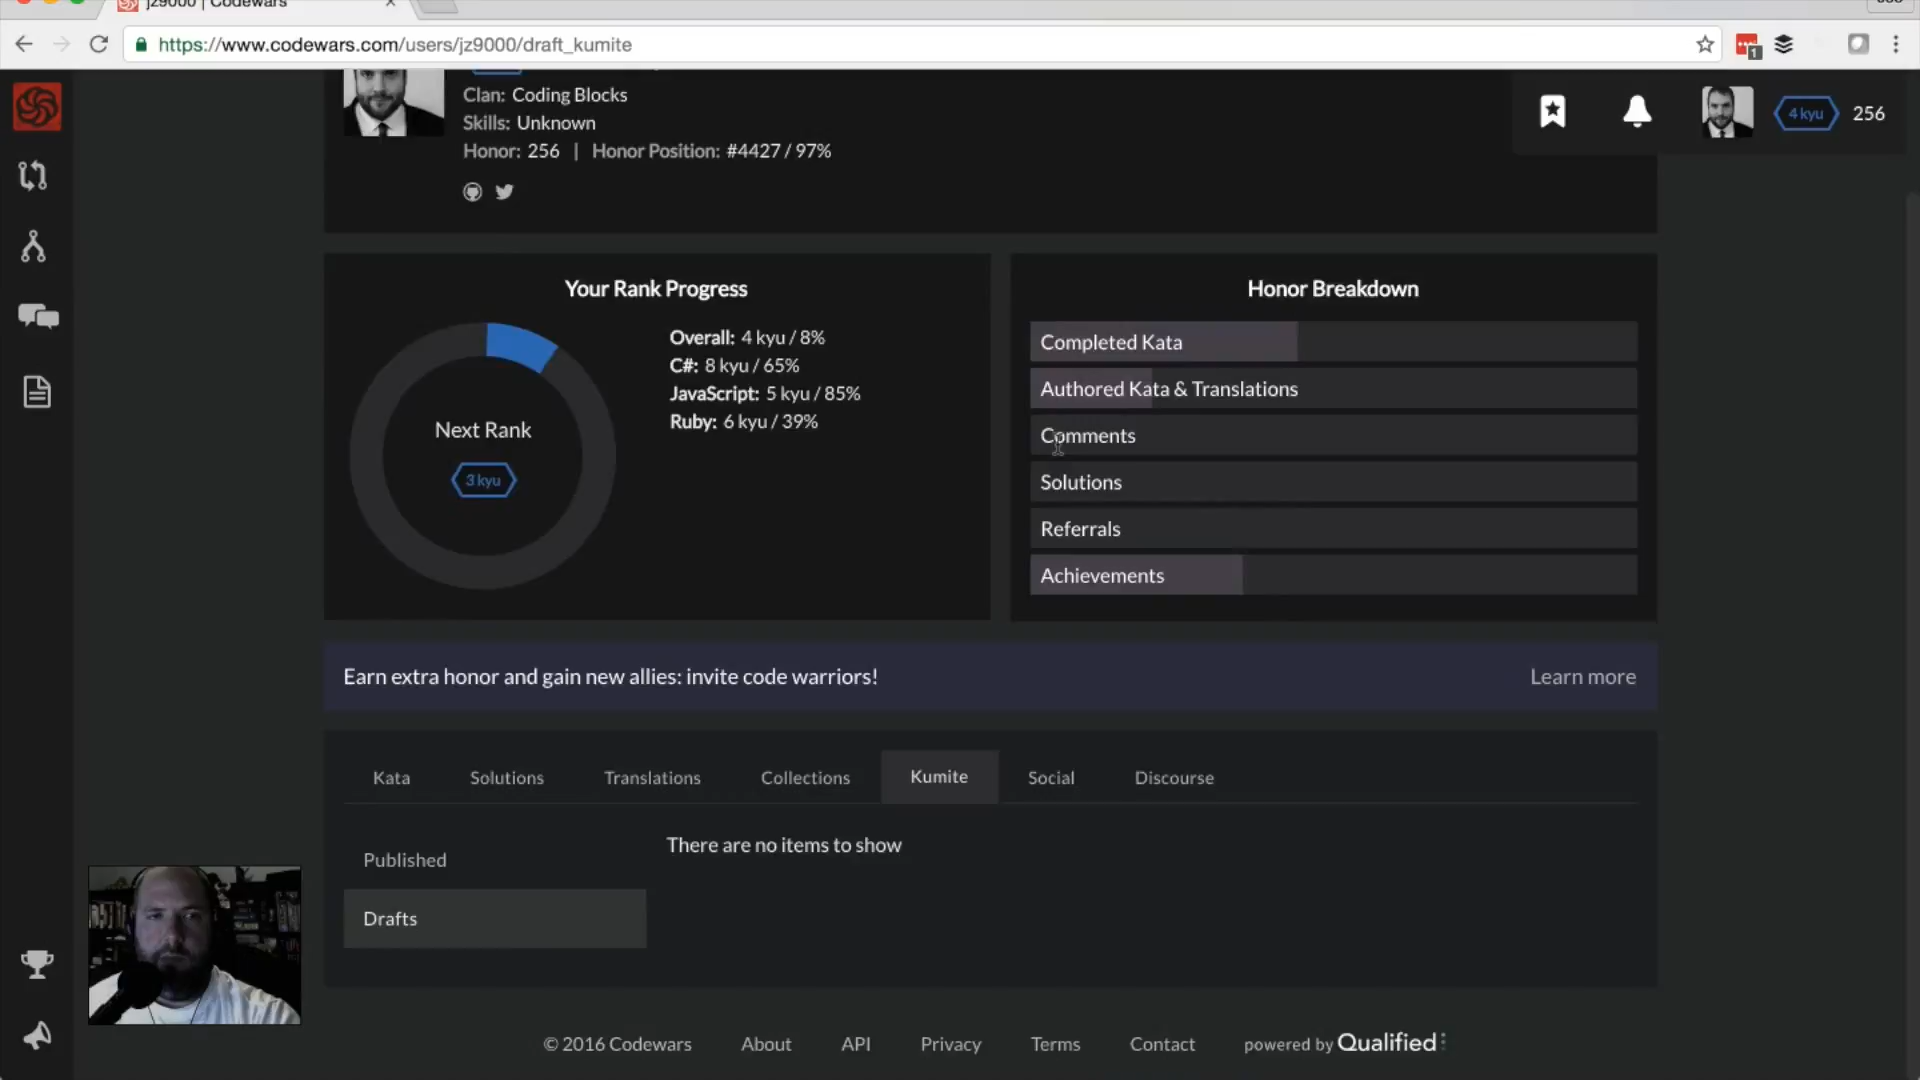 jz9000 | Codewars
https://www.codewars.com/users/jz9000/draft_kumite
1
Clan: Coding Blocks
Skills: Unknown
Honor: 256 | Honor Position: #4427 / 97%
4 kyu
256
Your Rank Progress
Next Rank
3 kyu
Overall: 4 kyu / 8%
C#: 8 kyu / 65%
JavaScript: 5 kyu / 85%
Ruby: 6 kyu / 39%
Honor Breakdown
Completed Kata
Authored Kata & Translations
Comments
Solutions
Referrals
Achievements
Earn extra honor and gain new allies: invite code warriors!
Learn more
Kata
Solutions
Translations
Collections
Kumite
Social
Discourse
Published
Drafts
There are no items to show
© 2016 Codewars
About
API
Privacy
Terms
Contact
powered by Qualified